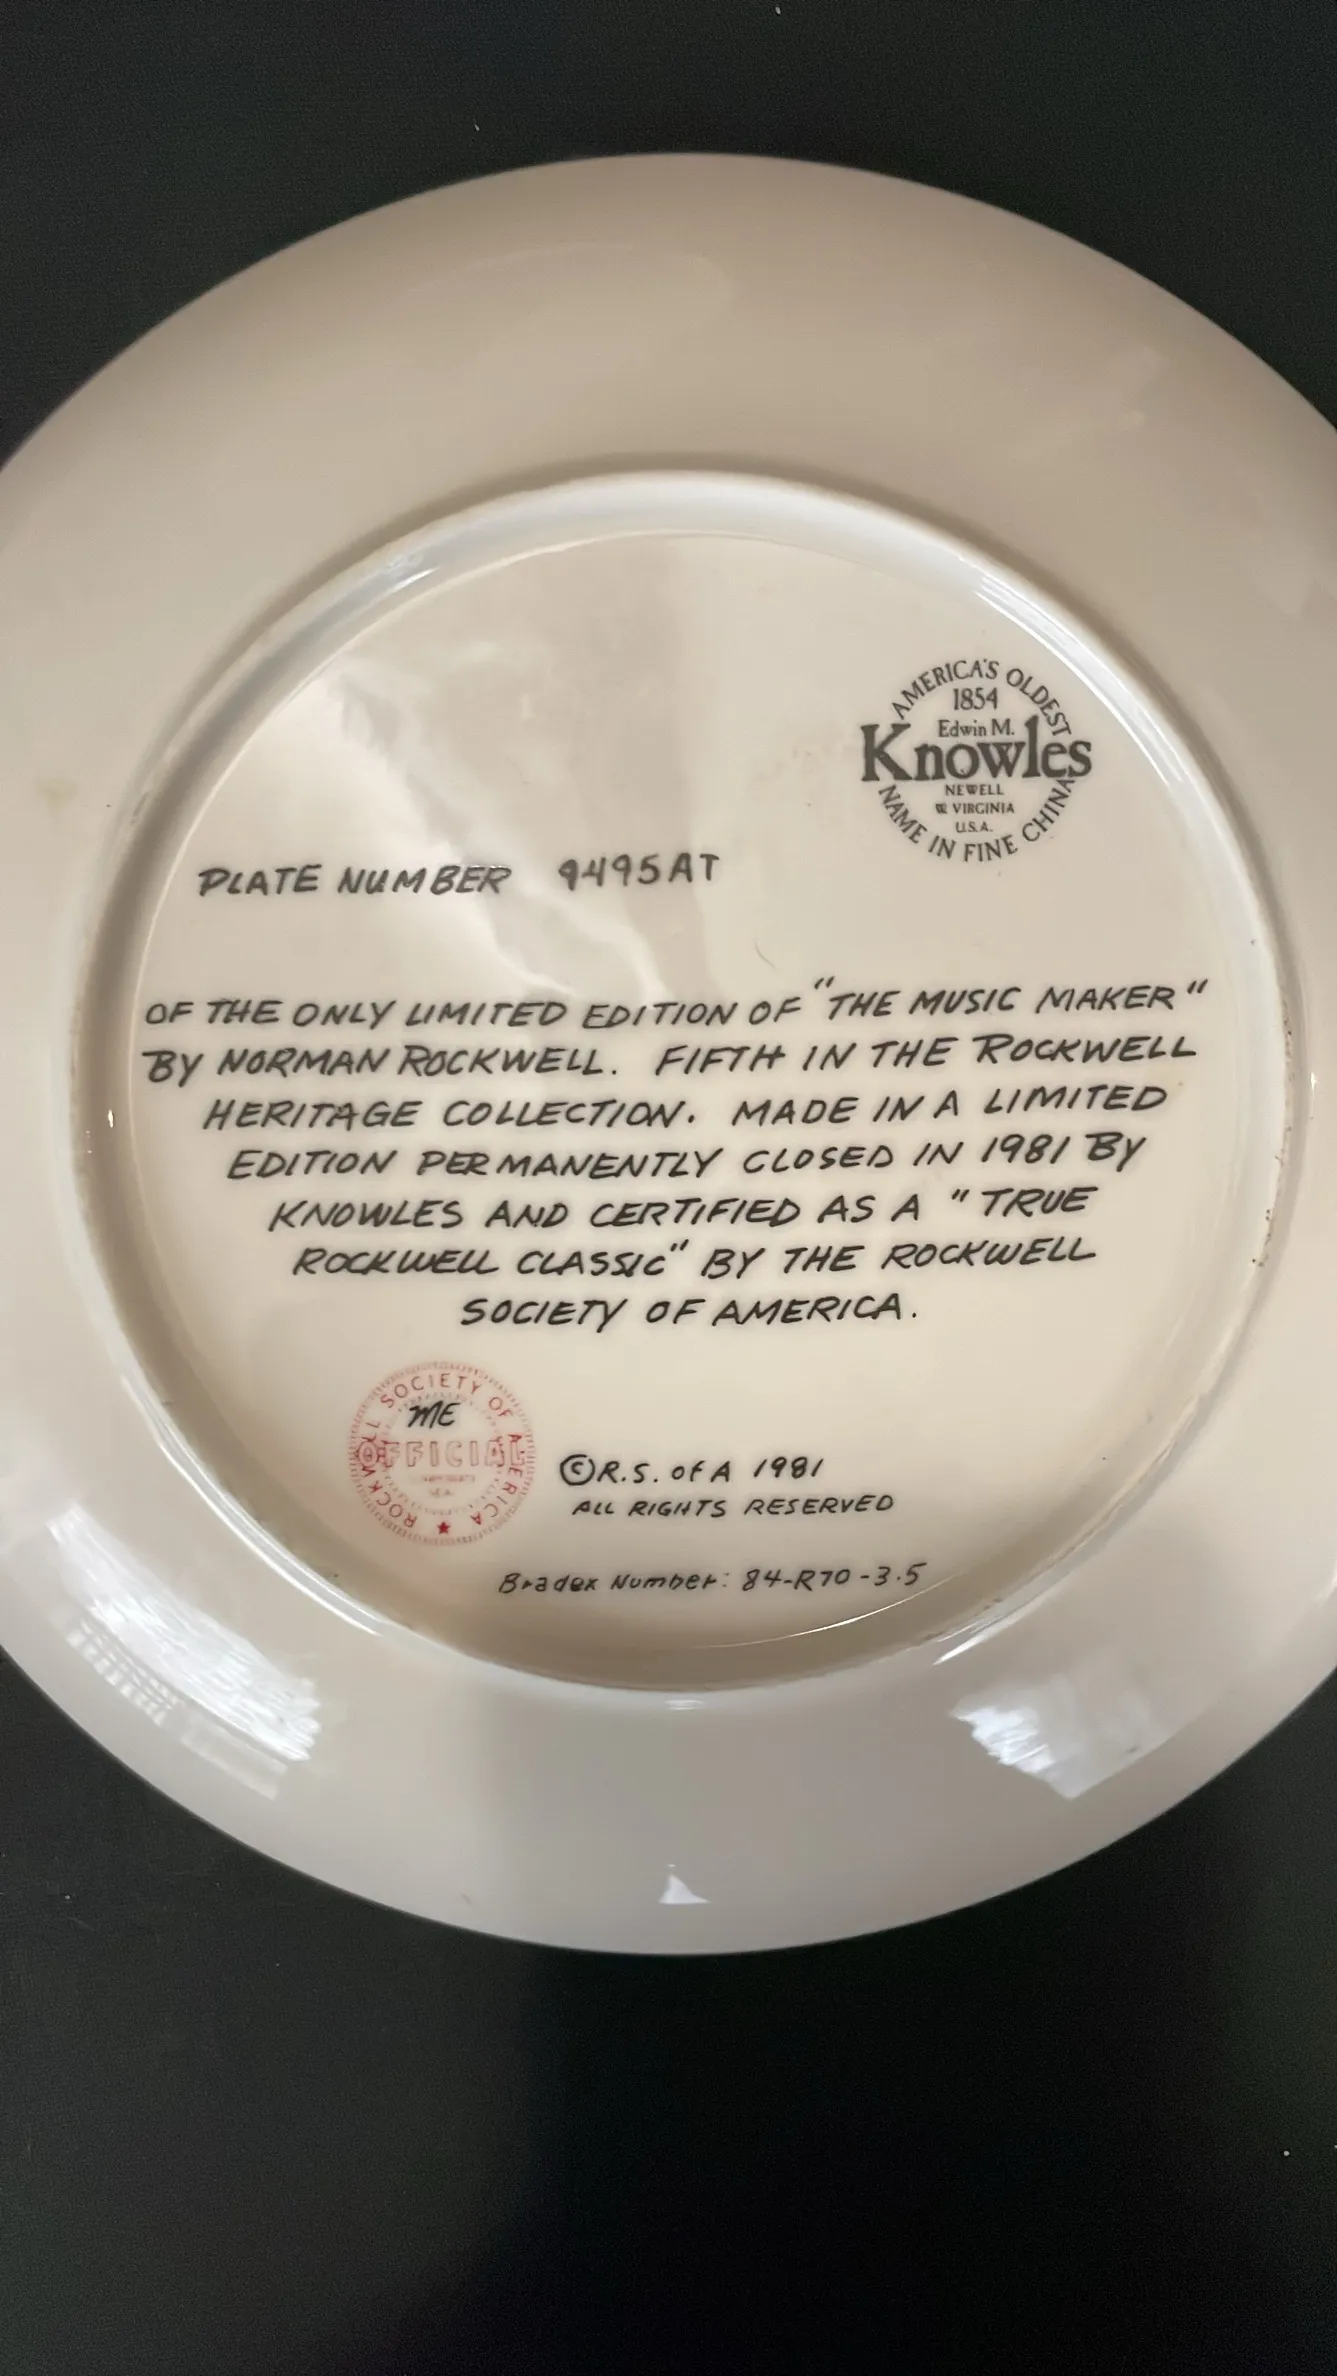 AMERICA'S OLDEST
1854
Edwin M.
Knowles
NEWELL
W. VIRGINIA
U.S.A.
NAME IN FINE CHINA
PLATE NUMBER 9495AT
OF THE ONLY LIMITED EDITION OF "THE MUSIC MAKER"
BY NORMAN ROCKWELL. FIFTH IN THE ROCKWELL
HERITAGE COLLECTION. MADE IN A LIMITED
EDITION PERMANENTLY CLOSED IN 1981 BY
KNOWLES AND CERTIFIED AS A "TRUE
ROCKWELL CLASSIC" BY THE ROCKWELL
SOCIETY OF AMERICA.
ROCKWELL SOCIETY OF AMERICA
ME
OFFICIAL
©R.S. of A 1981
ALL RIGHTS RESERVED
Bradex Number: 84-R70-3.5